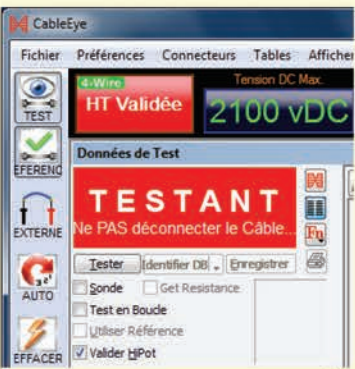 CableEye
Fichier Préférences Connecteurs Tables Affiche
4-Wire
HT Validée
Tension DC Max.
2100 vDC
TEST
Données de Test
EFERENC
TESTANT
Ne PAS déconnecter le Câble...
EXTERNE
Fn
Tester Identifier DB Enregistrer
Sonde Get Resistance
AUTO
Test en Boucle
Utiliser Référence
EFFACER
Valider HiPot